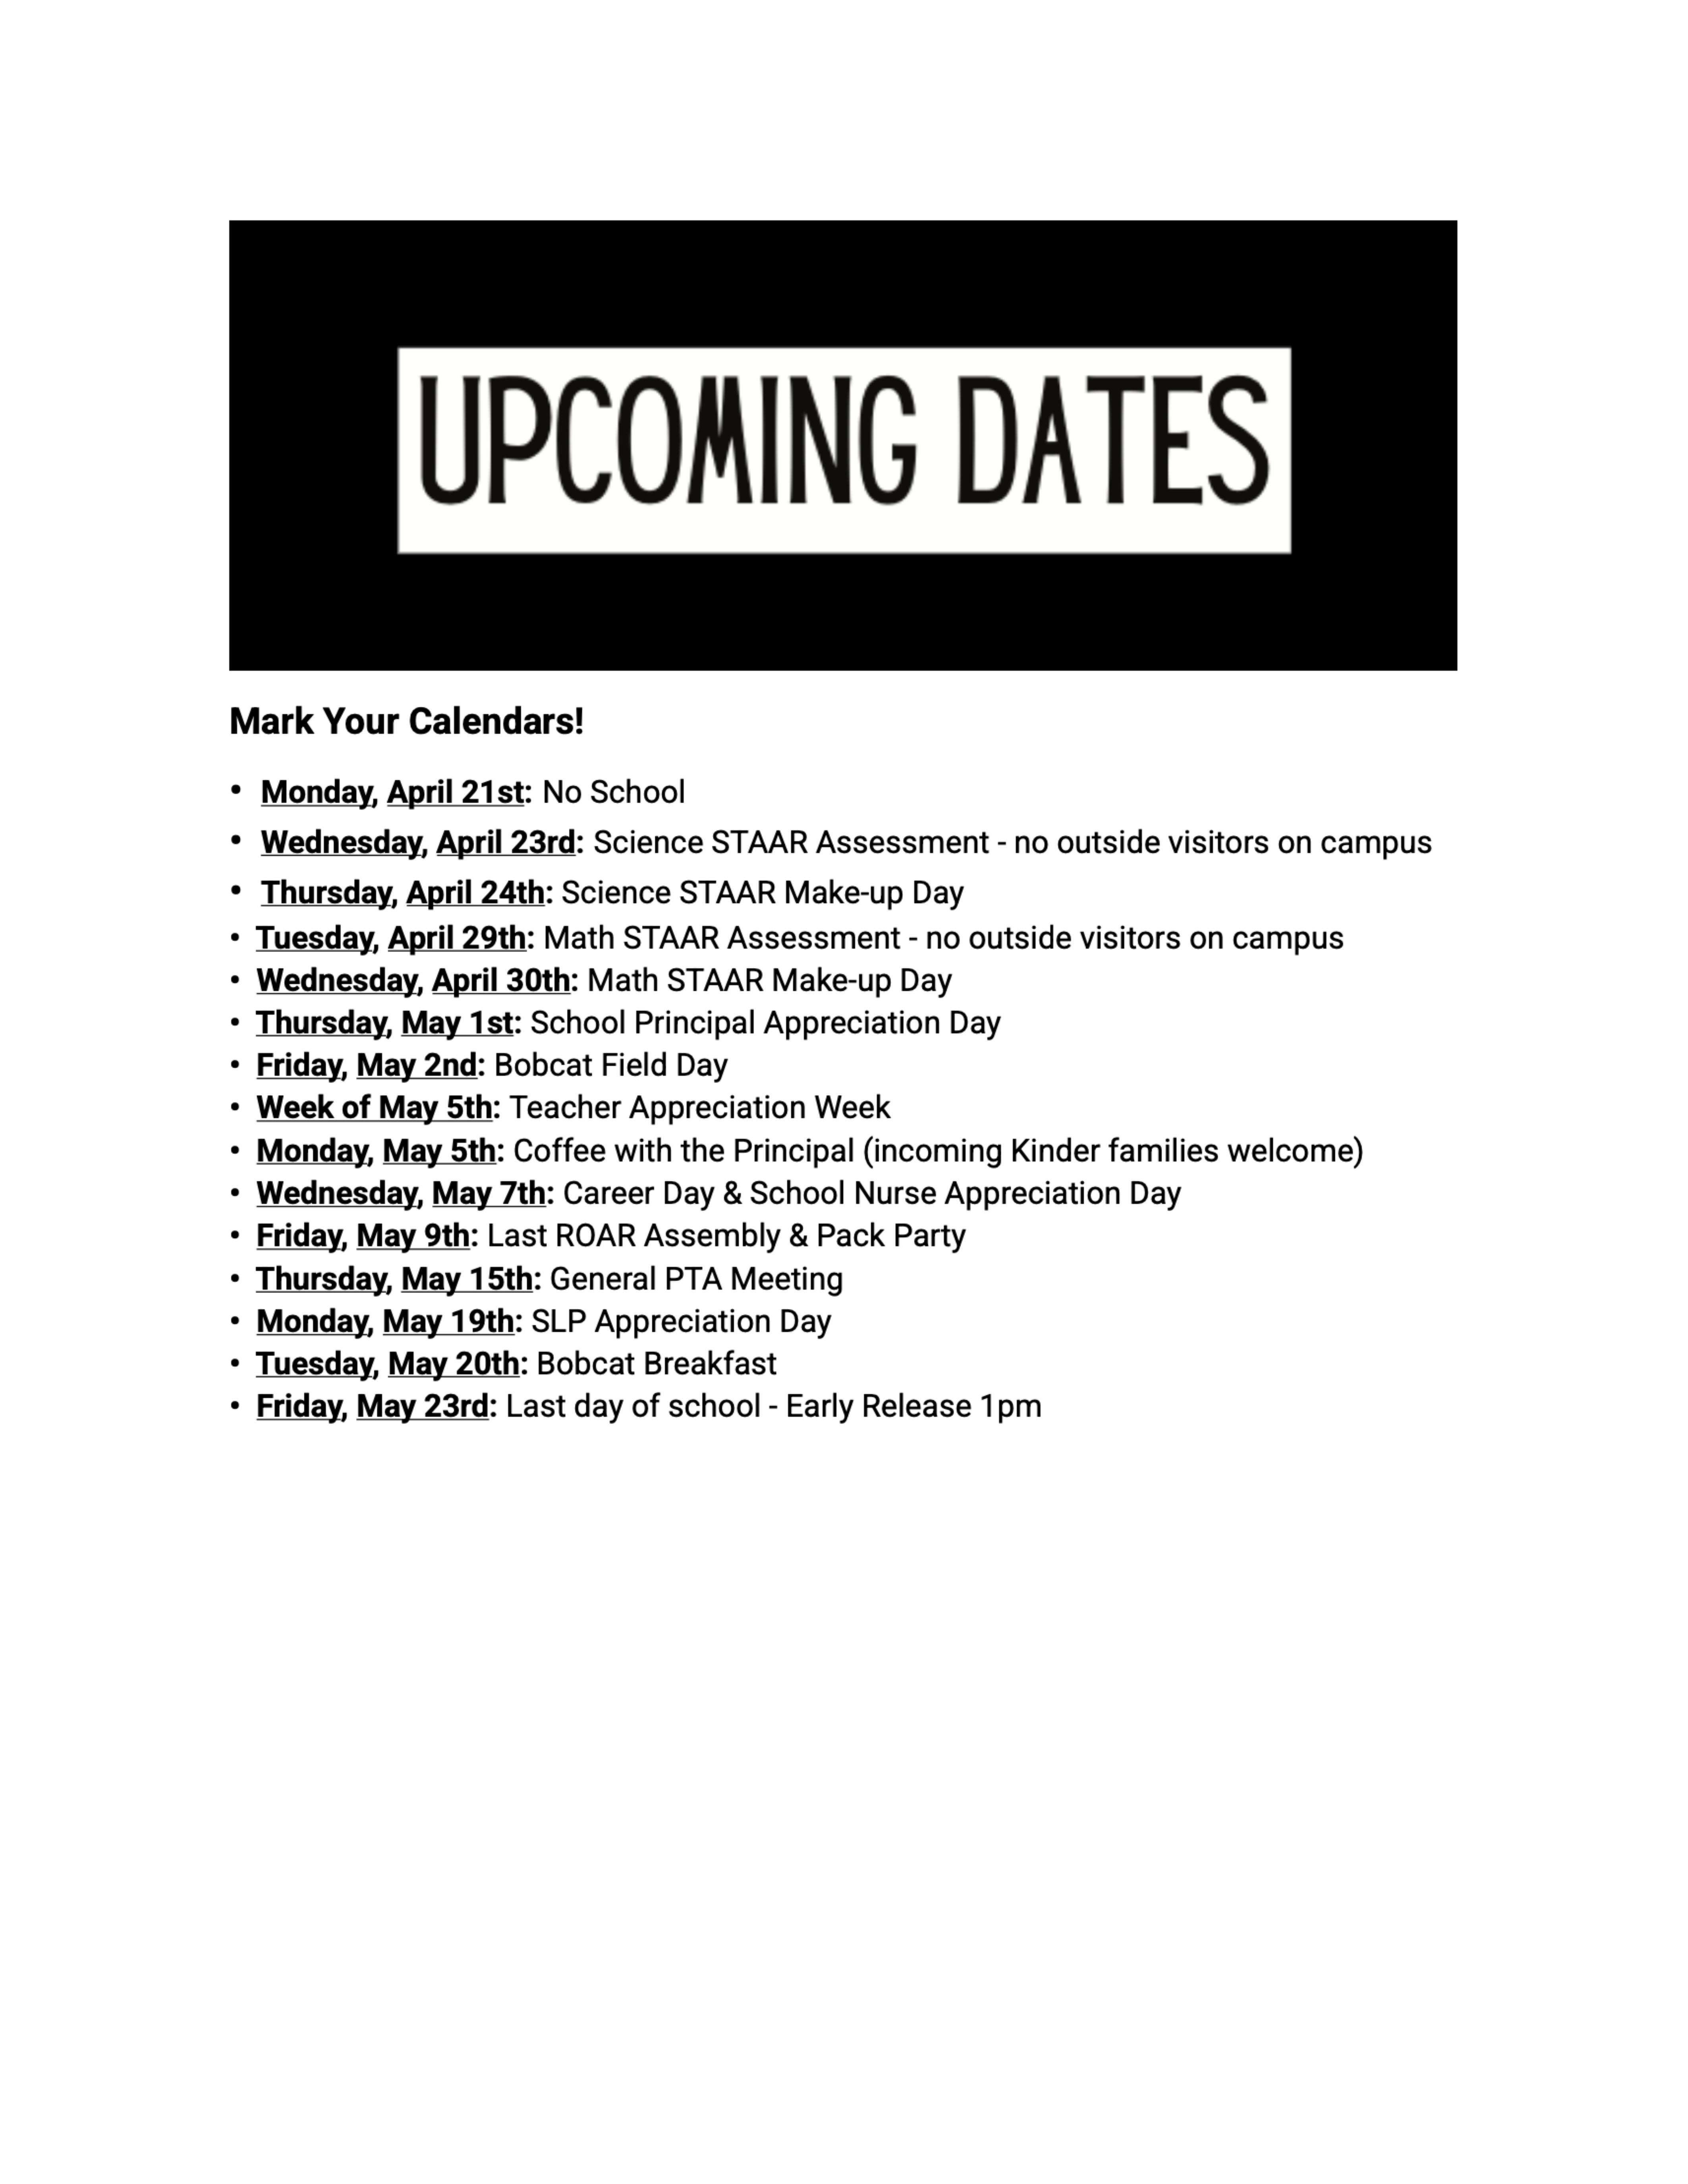 UPCOMING DATES
Mark Your Calendars!
• Monday, April 21st: No School
• Wednesday, April 23rd: Science STAAR Assessment - no outside visitors on campus
• Thursday, April 24th: Science STAAR Make-up Day
• Tuesday, April 29th: Math STAAR Assessment - no outside visitors on campus
• Wednesday, April 30th: Math STAAR Make-up Day
• Thursday, May 1st: School Principal Appreciation Day
• Friday, May 2nd: Bobcat Field Day
• Week of May 5th: Teacher Appreciation Week
• Monday, May 5th: Coffee with the Principal (incoming Kinder families welcome)
• Wednesday, May 7th: Career Day & School Nurse Appreciation Day
• Friday, May 9th: Last ROAR Assembly & Pack Party
• Thursday, May 15th: General PTA Meeting
• Monday, May 19th: SLP Appreciation Day
• Tuesday, May 20th: Bobcat Breakfast
• Friday, May 23rd: Last day of school - Early Release 1pm